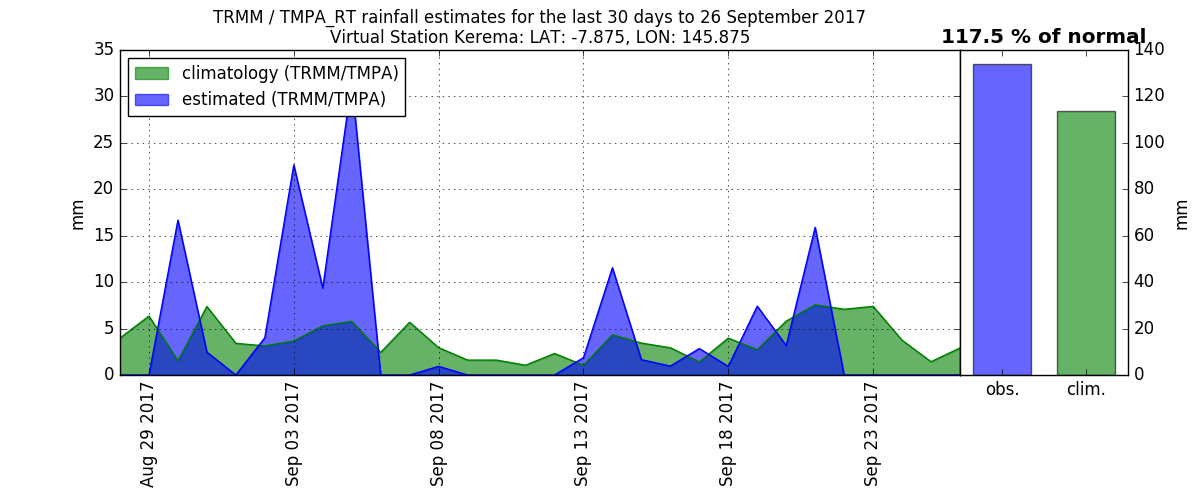 TRMM / TMPA_RT rainfall estimates for the last 30 days to 26 September 2017
Virtual Station Kerema: LAT: -7.875, LON: 145.875
117.5 % of normal
climatology (TRMM/TMPA)
estimated (TRMM/TMPA)
mm
35
30
25
20
15
10
5
0
Aug 29 2017
Sep 03 2017
Sep 08 2017
Sep 13 2017
Sep 18 2017
Sep 23 2017
140
120
100
80
60
40
20
0
mm
obs.
clim.